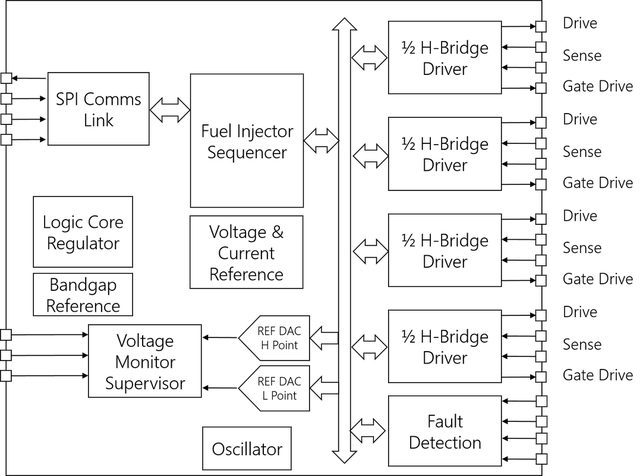 ½ H-Bridge
Driver
Drive
Sense
Gate Drive
SPI Comms
Link
Fuel Injector
Sequencer
½ H-Bridge
Driver
Drive
Sense
Gate Drive
Logic Core
Regulator
Voltage &
Current
Reference
½ H-Bridge
Driver
Drive
Sense
Gate Drive
Bandgap
Reference
Voltage
Monitor
Supervisor
REF DAC
H Point
REF DAC
L Point
½ H-Bridge
Driver
Drive
Sense
Gate Drive
Oscillator
Fault
Detection